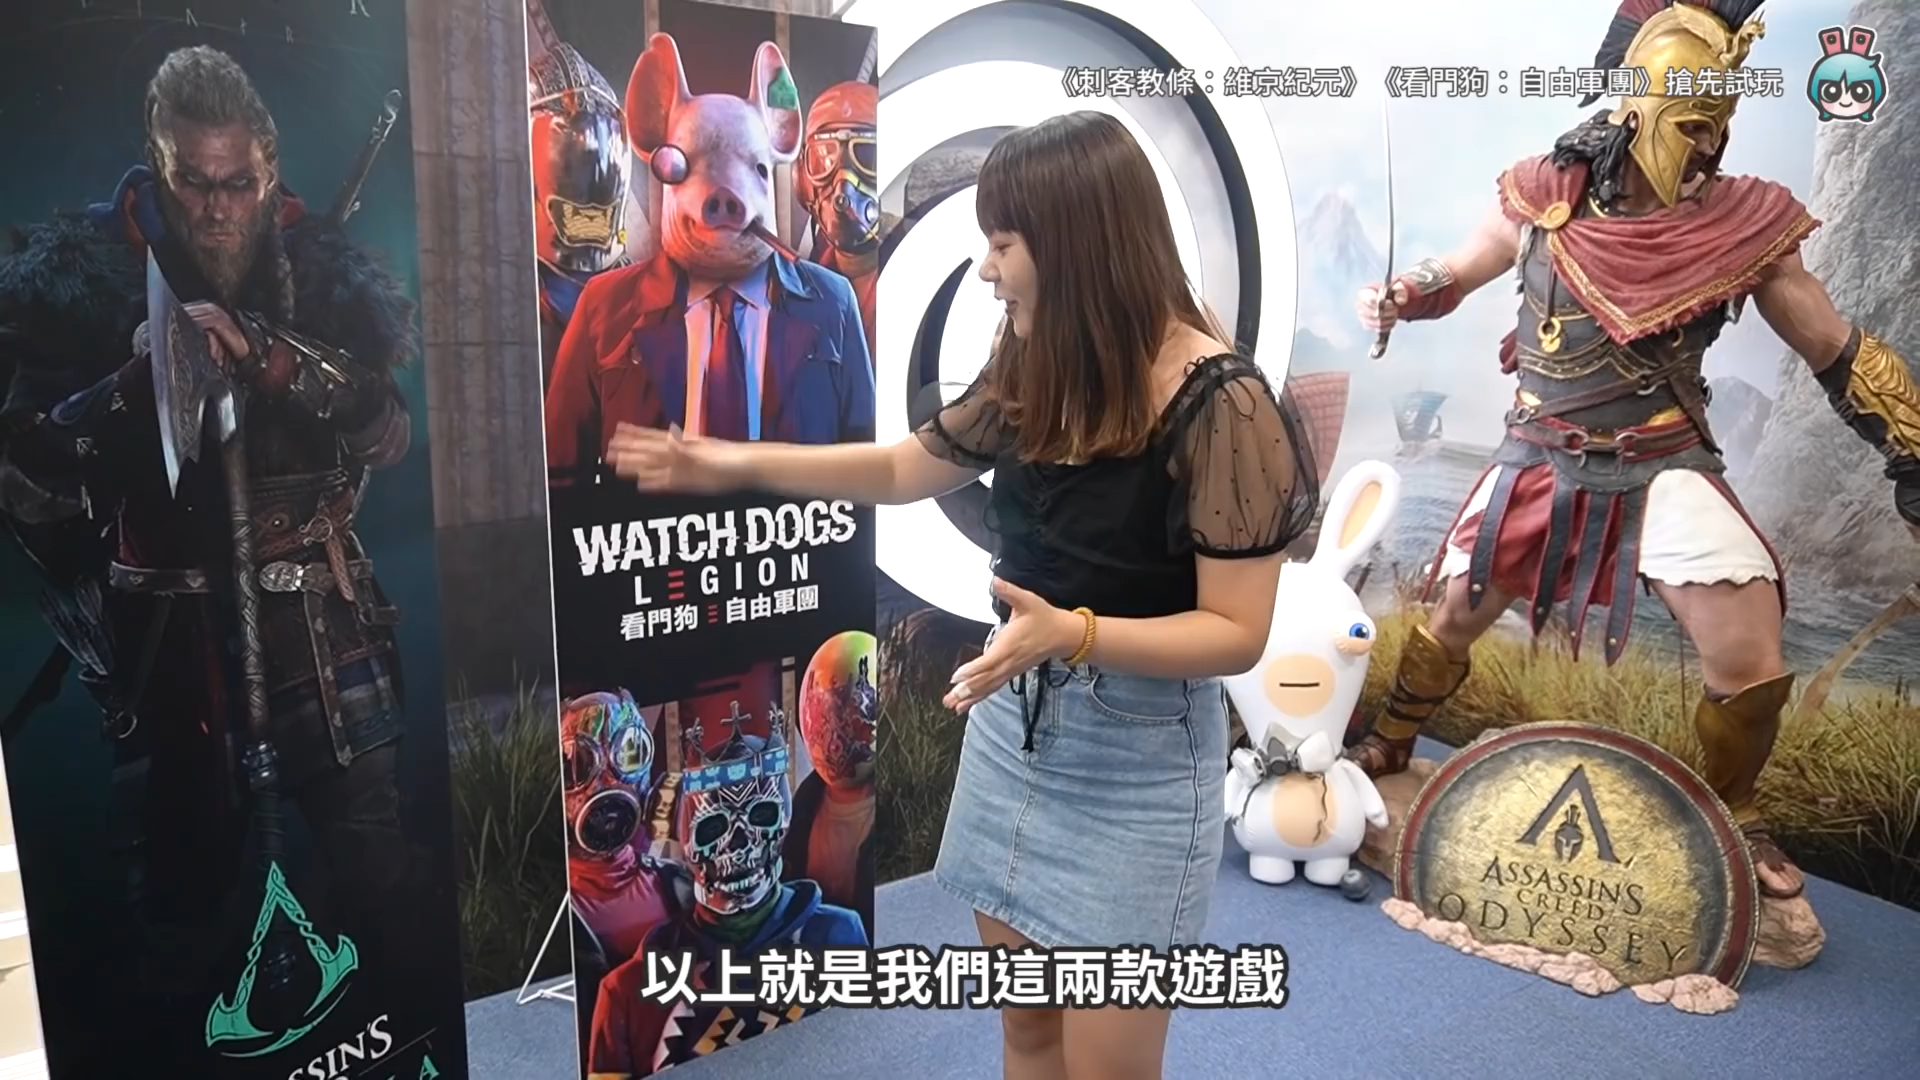 《刺客教條：維京紀元》《看門狗：自由軍團》搶先試玩
WATCH DOGS
LEGION
看門狗：自由軍團
ASSASSIN'S
CREED
ODYSSEY
以上就是我們這兩款遊戲